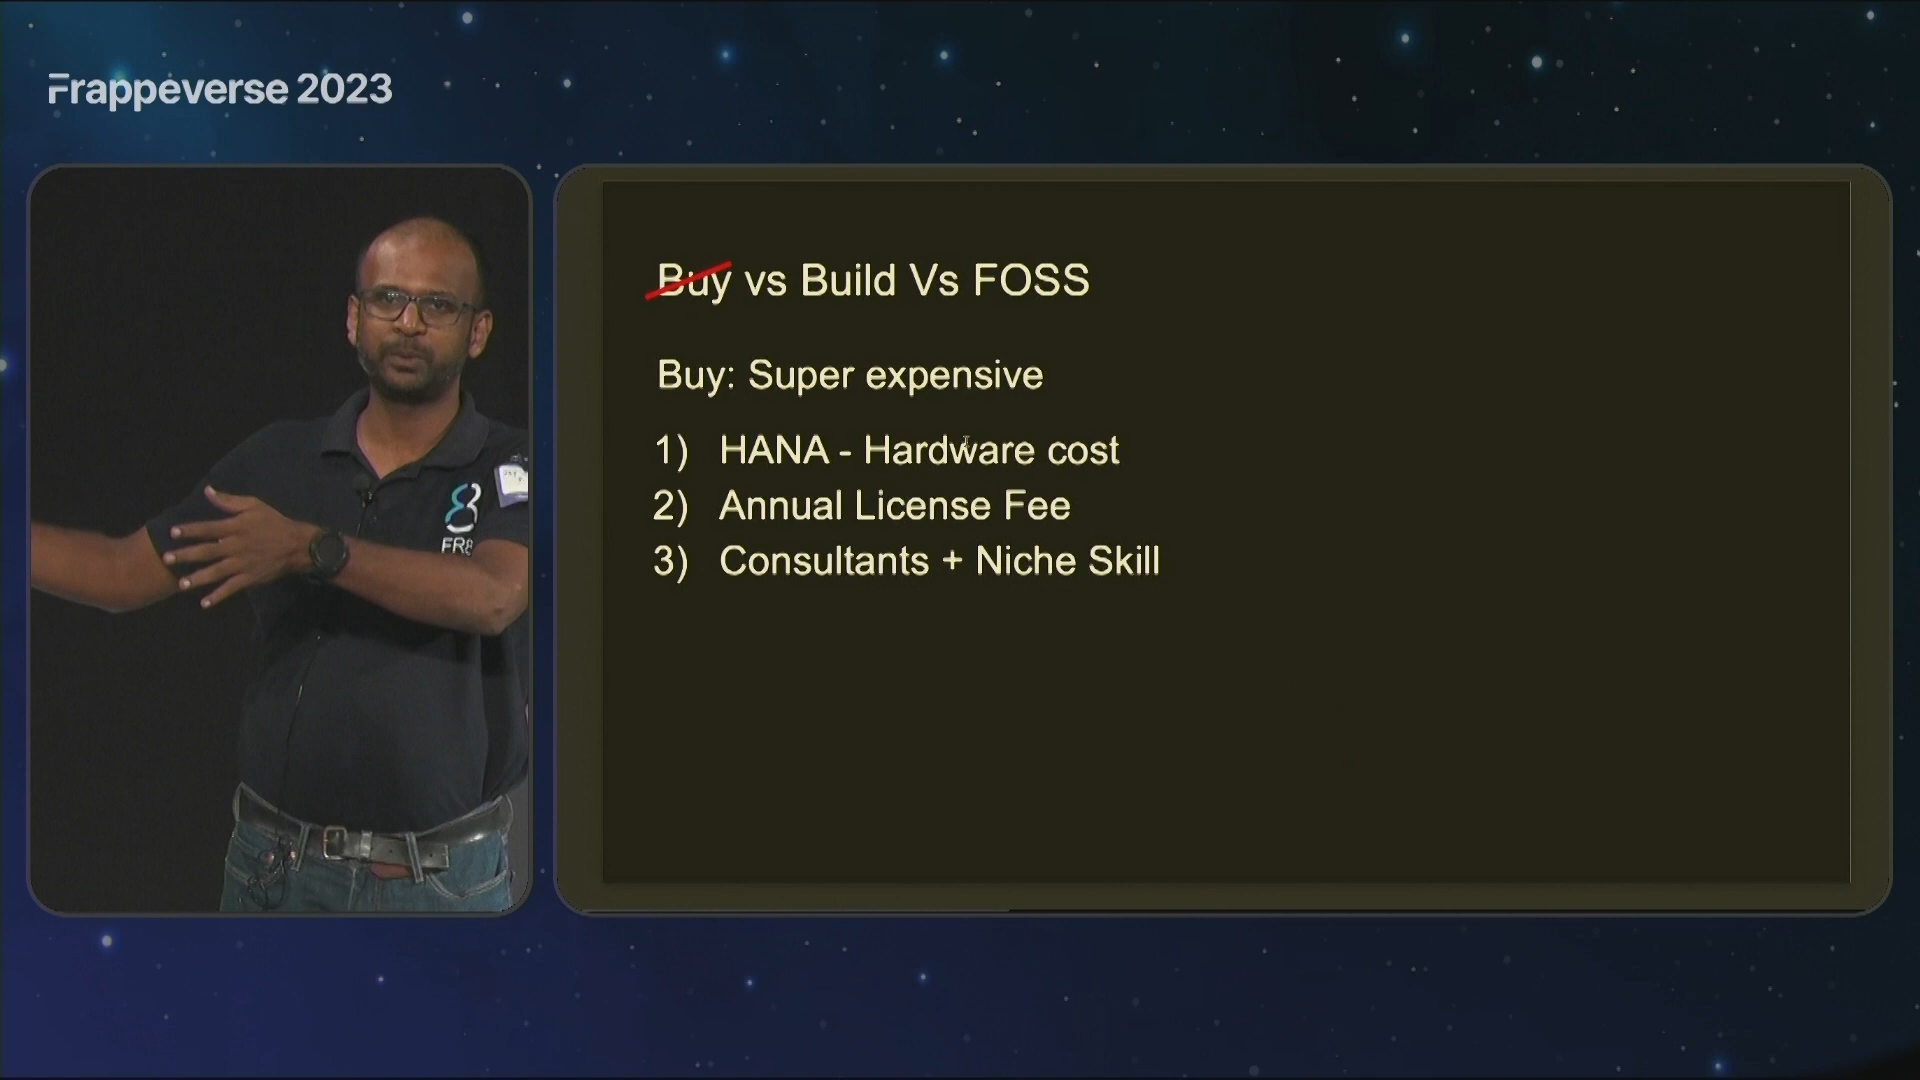 Frappeverse 2023
Buy vs Build Vs FOSS
Buy: Super expensive
1) HANA - Hardware cost
2) Annual License Fee
3) Consultants + Niche Skill
FR8